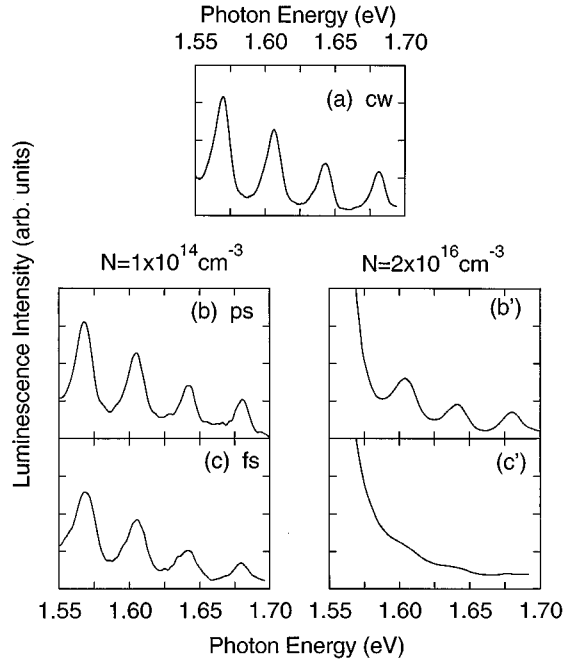 Photon Energy (eV)
1.55 1.60 1.65 1.70
(a) cw
Luminescence Intensity (arb. units)
N=1x10¹⁴cm⁻³ N=2x10¹⁶cm⁻³
(b) ps (b')
(c) fs (c')
1.55 1.60 1.65 1.70 1.55 1.60 1.65 1.70
Photon Energy (eV)